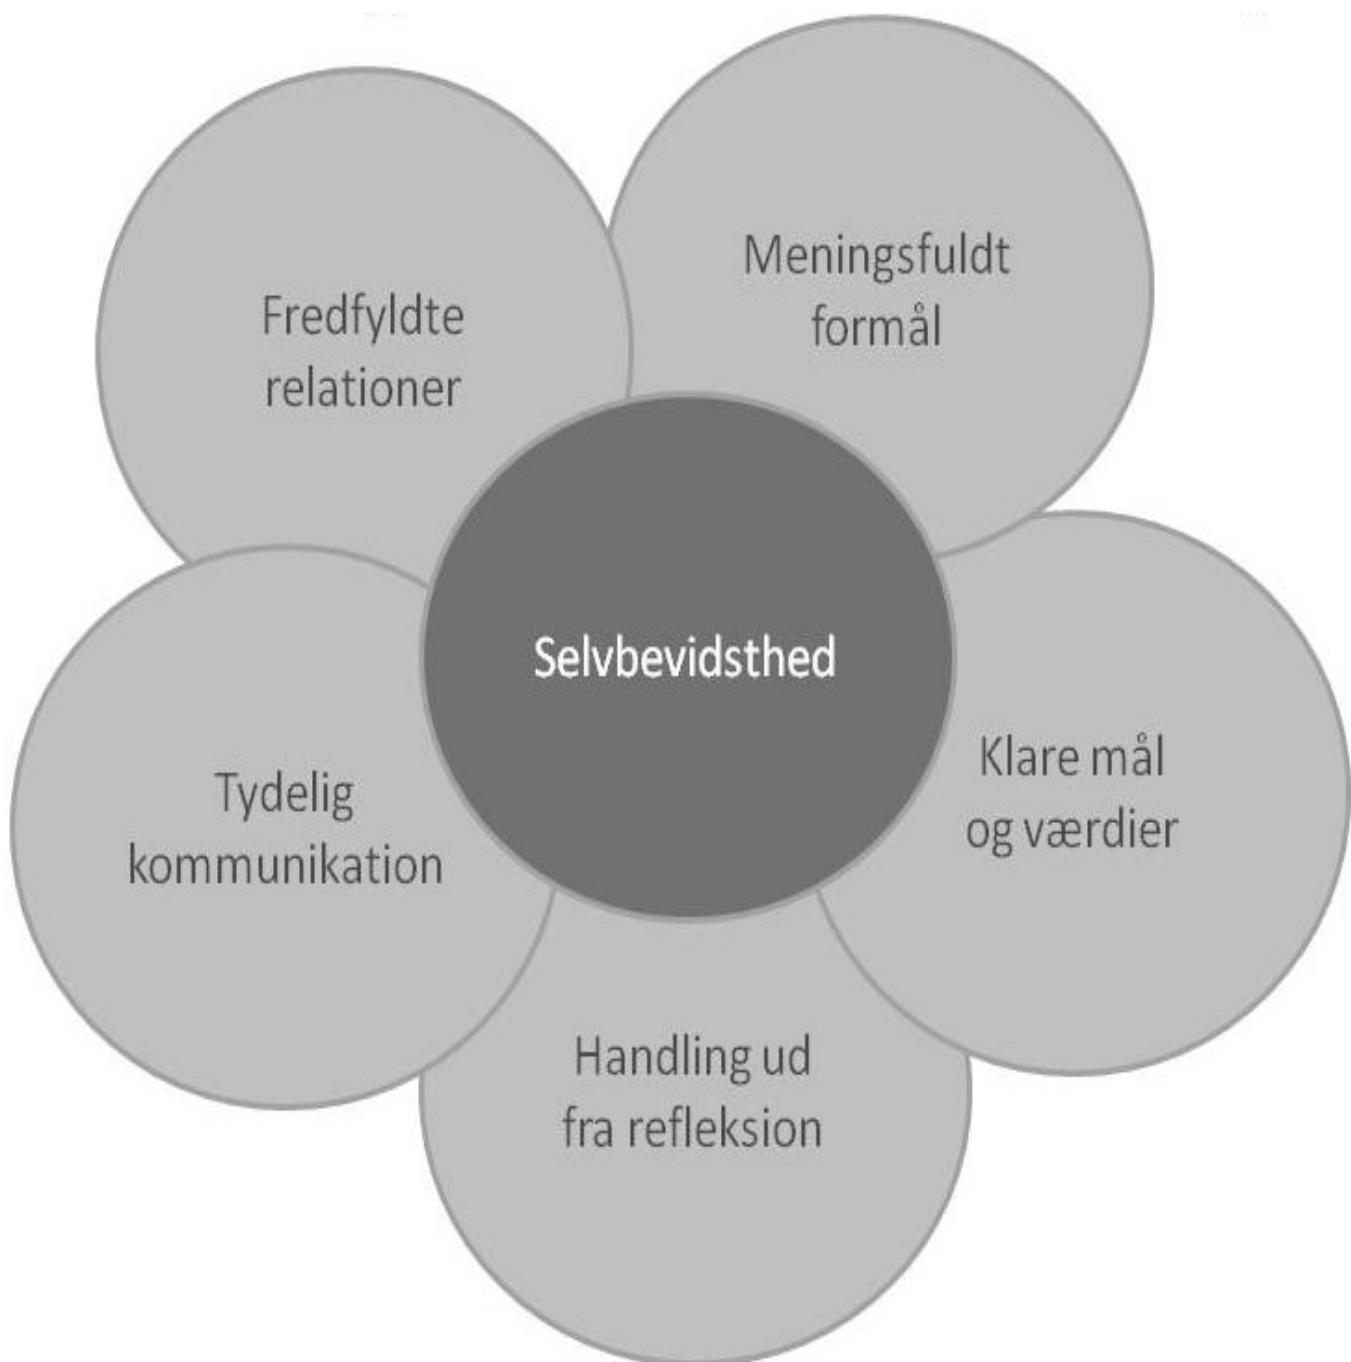 Meningsfuldt
formål
Fredfyldte
relationer
Selvbevidsthed
Klare mål
og værdier
Tydelig
kommunikation
Handling ud
fra refleksion